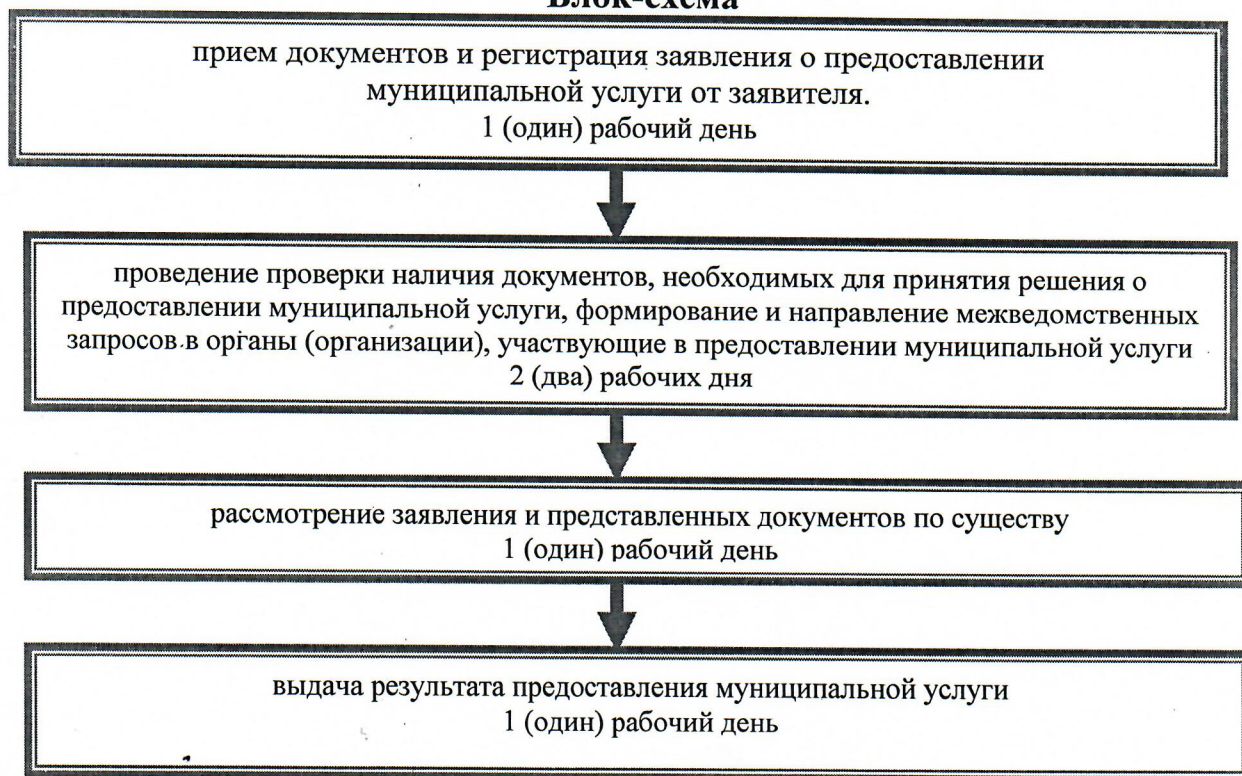 Блок-схема
прием документов и регистрация заявления о предоставлении
муниципальной услуги от заявителя.
1 (один) рабочий день
проведение проверки наличия документов, необходимых для принятия решения о
предоставлении муниципальной услуги, формирование и направление межведомственных
запросов в органы (организации), участвующие в предоставлении муниципальной услуги
2 (два) рабочих дня
рассмотрение заявления и представленных документов по существу
1 (один) рабочий день
выдача результата предоставления муниципальной услуги
1 (один) рабочий день